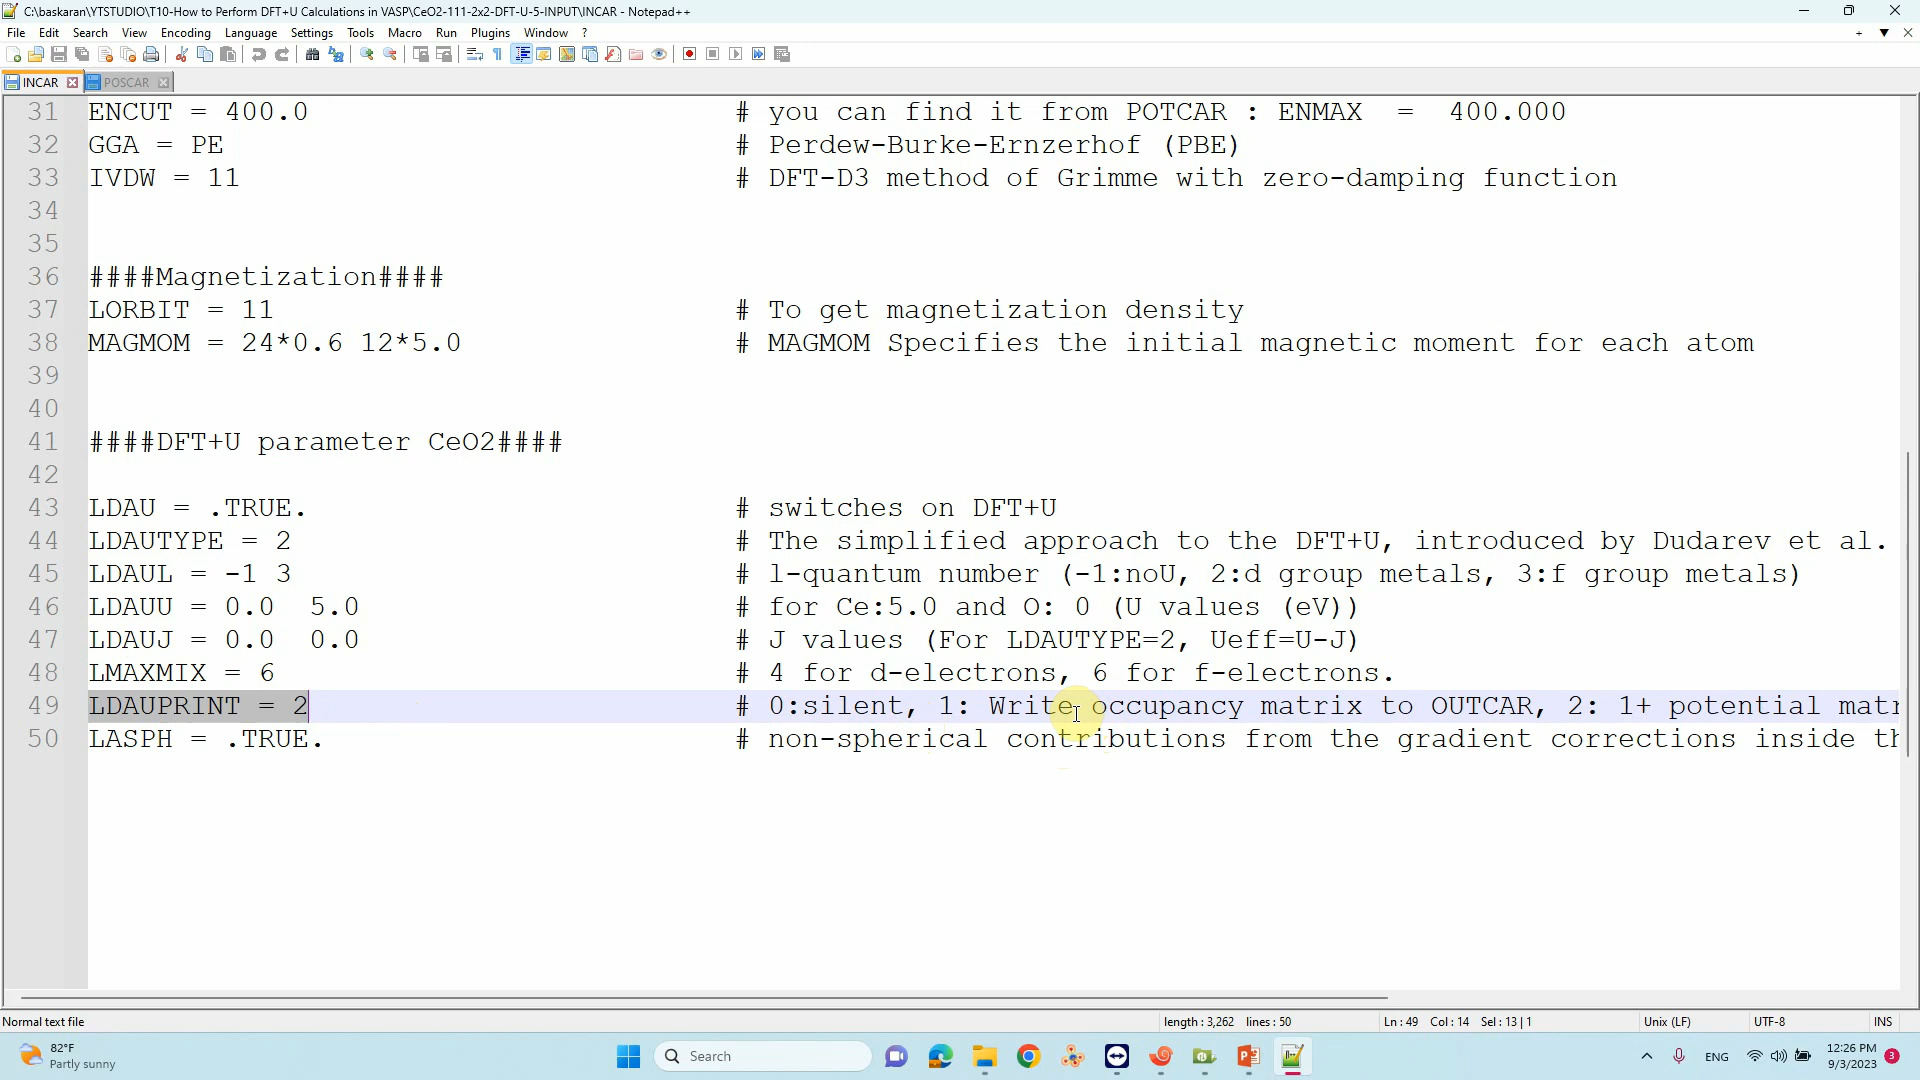 C:\baskaran\YTSTUDIO\T10-How to Perform DFT+U Calculations in VASP\CeO2-111-2x2-DFT-U-5-INPUT\INCAR - Notepad++
File Edit Search View Encoding Language Settings Tools Macro Run Plugins Window ?
INCAR POSCAR
31 ENCUT = 400.0 # you can find it from POTCAR : ENMAX = 400.000
32 GGA = PE # Perdew-Burke-Ernzerhof (PBE)
33 IVDW = 11 # DFT-D3 method of Grimme with zero-damping function
34
35
36 ####Magnetization####
37 LORBIT = 11 # To get magnetization density
38 MAGMOM = 24*0.6 12*5.0 # MAGMOM Specifies the initial magnetic moment for each atom
39
40
41 ####DFT+U parameter CeO2####
42
43 LDAU = .TRUE. # switches on DFT+U
44 LDAUTYPE = 2 # The simplified approach to the DFT+U, introduced by Dudarev et al.
45 LDAUL = -1 3 # l-quantum number (-1:noU, 2:d group metals, 3:f group metals)
46 LDAUU = 0.0 5.0 # for Ce:5.0 and O: 0 (U values (eV))
47 LDAUJ = 0.0 0.0 # J values (For LDAUTYPE=2, Ueff=U-J)
48 LMAXMIX = 6 # 4 for d-electrons, 6 for f-electrons.
49 LDAUPRINT = 2 # 0:silent, 1: Write occupancy matrix to OUTCAR, 2: 1+ potential matr
50 LASPH = .TRUE. # non-spherical contributions from the gradient corrections inside th
Normal text file length : 3,262 lines : 50 Ln : 49 Col : 14 Sel : 13 | 1 Unix (LF) UTF-8 INS
82°F
Partly sunny
Search
ENG
12:26 PM
9/3/2023
3